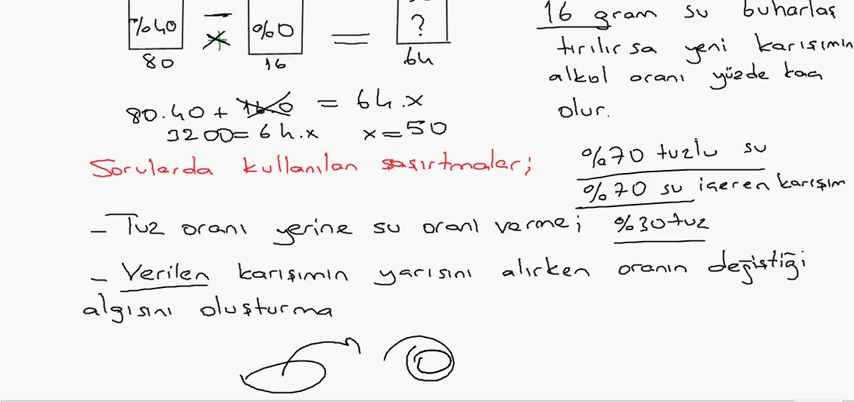 %40 – %0 = ?
80 16 64
80.40 + 16.0 = 64.x
3200 = 64.x x = 50
16 gram su buharlaş
tırılırsa yeni karışımın
alkol oranı yüzde kaç
olur.
Sorularda kullanılan şaşırtmalar;
%70 tuzlu su
%70 su içeren karışım
– Tuz oranı yerine su oranı verme; %30 tuz
– Verilen karışımın yarısını alırken oranın değiştiği
algısını oluşturma